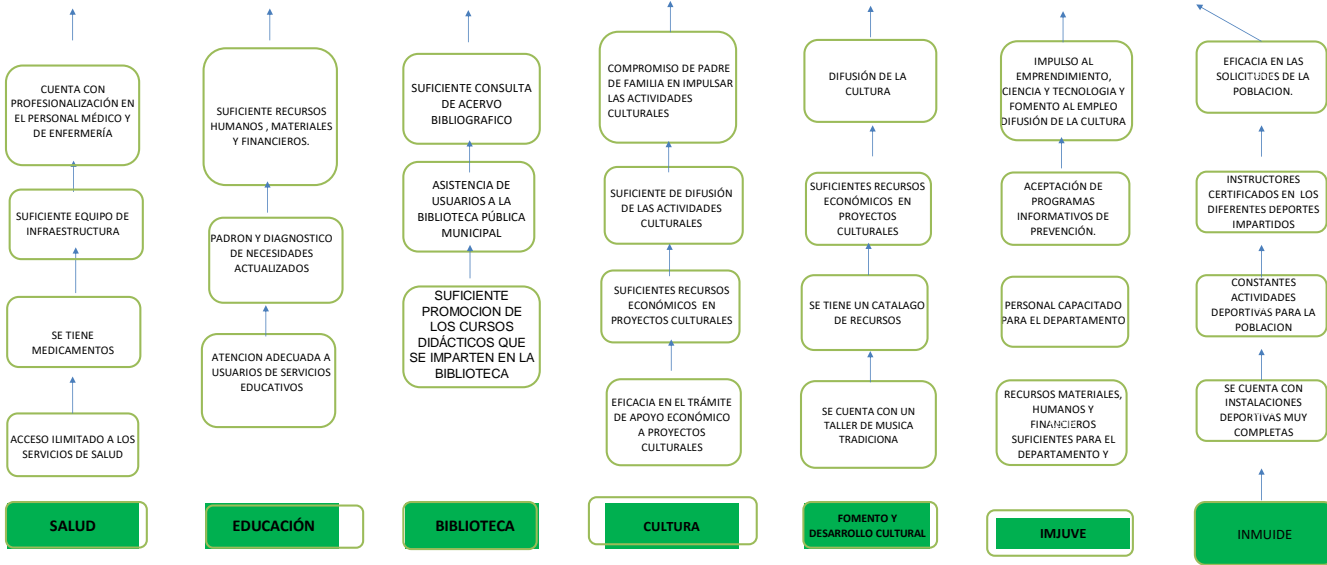 CUENTA CON
PROFESIONALIZACIÓN EN
EL PERSONAL MÉDICO Y
DE ENFERMERÍA
SUFICIENTE EQUIPO DE
INFRAESTRUCTURA
SE TIENE
MEDICAMENTOS
ACCESO ILIMITADO A LOS
SERVICIOS DE SALUD
SALUD
SUFICIENTE RECURSOS
HUMANOS , MATERIALES
Y FINANCIEROS.
PADRON Y DIAGNOSTICO
DE NECESIDADES
ACTUALIZADOS
ATENCION ADECUADA A
USUARIOS DE SERVICIOS
EDUCATIVOS
EDUCACIÓN
SUFICIENTE CONSULTA
DE ACERVO
BIBLIOGRAFICO
ASISTENCIA DE
USUARIOS A LA
BIBLIOTECA PÚBLICA
MUNICIPAL
SUFICIENTE
PROMOCION DE
LOS CURSOS
DIDÁCTICOS QUE
SE IMPARTEN EN LA
BIBLIOTECA
BIBLIOTECA
COMPROMISO DE PADRE
DE FAMILIA EN IMPULSAR
LAS ACTIVIDADES
CULTURALES
SUFICIENTE DE DIFUSIÓN
DE LAS ACTIVIDADES
CULTURALES
SUFICIENTES RECURSOS
ECONÓMICOS EN
PROYECTOS CULTURALES
EFICACIA EN EL TRÁMITE
DE APOYO ECONÓMICO
A PROYECTOS
CULTURALES
CULTURA
DIFUSIÓN DE LA
CULTURA
SUFICIENTES RECURSOS
ECONÓMICOS EN
PROYECTOS
CULTURALES
SE TIENE UN CATALAGO
DE RECURSOS
SE CUENTA CON UN
TALLER DE MUSICA
TRADICIONA
FOMENTO Y
DESARROLLO CULTURAL
IMPULSO AL
EMPRENDIMIENTO,
CIENCIA Y TECNOLOGIA Y
FOMENTO AL EMPLEO
DIFUSIÓN DE LA CULTURA
ACEPTACIÓN DE
PROGRAMAS
INFORMATIVOS DE
PREVENCIÓN.
PERSONAL CAPACITADO
PARA EL DEPARTAMENTO
RECURSOS MATERIALES,
HUMANOS Y
FINANCIEROS
SUFICIENTES PARA EL
DEPARTAMENTO Y
IMJUVE
EFICACIA EN LAS
SOLICITUDES DE LA
POBLACION.
INSTRUCTORES
CERTIFICADOS EN LOS
DIFERENTES DEPORTES
IMPARTIDOS
CONSTANTES
ACTIVIDADES
DEPORTIVAS PARA LA
POBLACION
SE CUENTA CON
INSTALACIONES
DEPORTIVAS MUY
COMPLETAS
INMUIDE